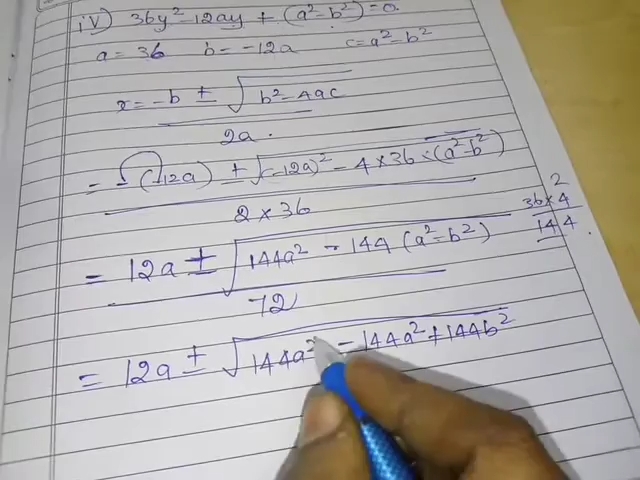 iv) 36y² - 12ay + (a² - b²) = 0.
a = 36 b = -12a c = a² - b²
x = -b ± √b² - 4ac
2a.
= -(-12a) ± √(-12a)² - 4 × 36 × (a² - b²)
2 × 36
2
36 × 4
144
= 12a ± √144a² - 144 (a² - b²)
72
= 12a ± √144a² - 144a² + 144b²